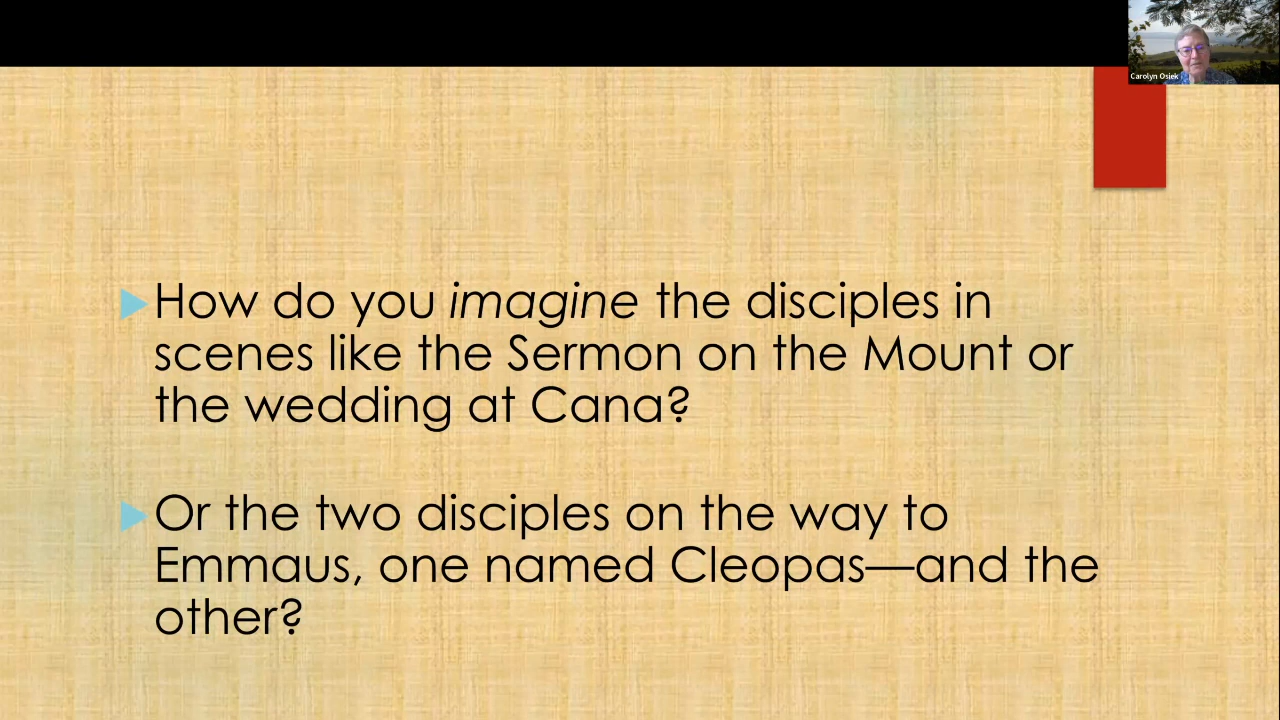 Carolyn Osiek
How do you imagine the disciples in
scenes like the Sermon on the Mount or
the wedding at Cana?
Or the two disciples on the way to
Emmaus, one named Cleopas—and the
other?